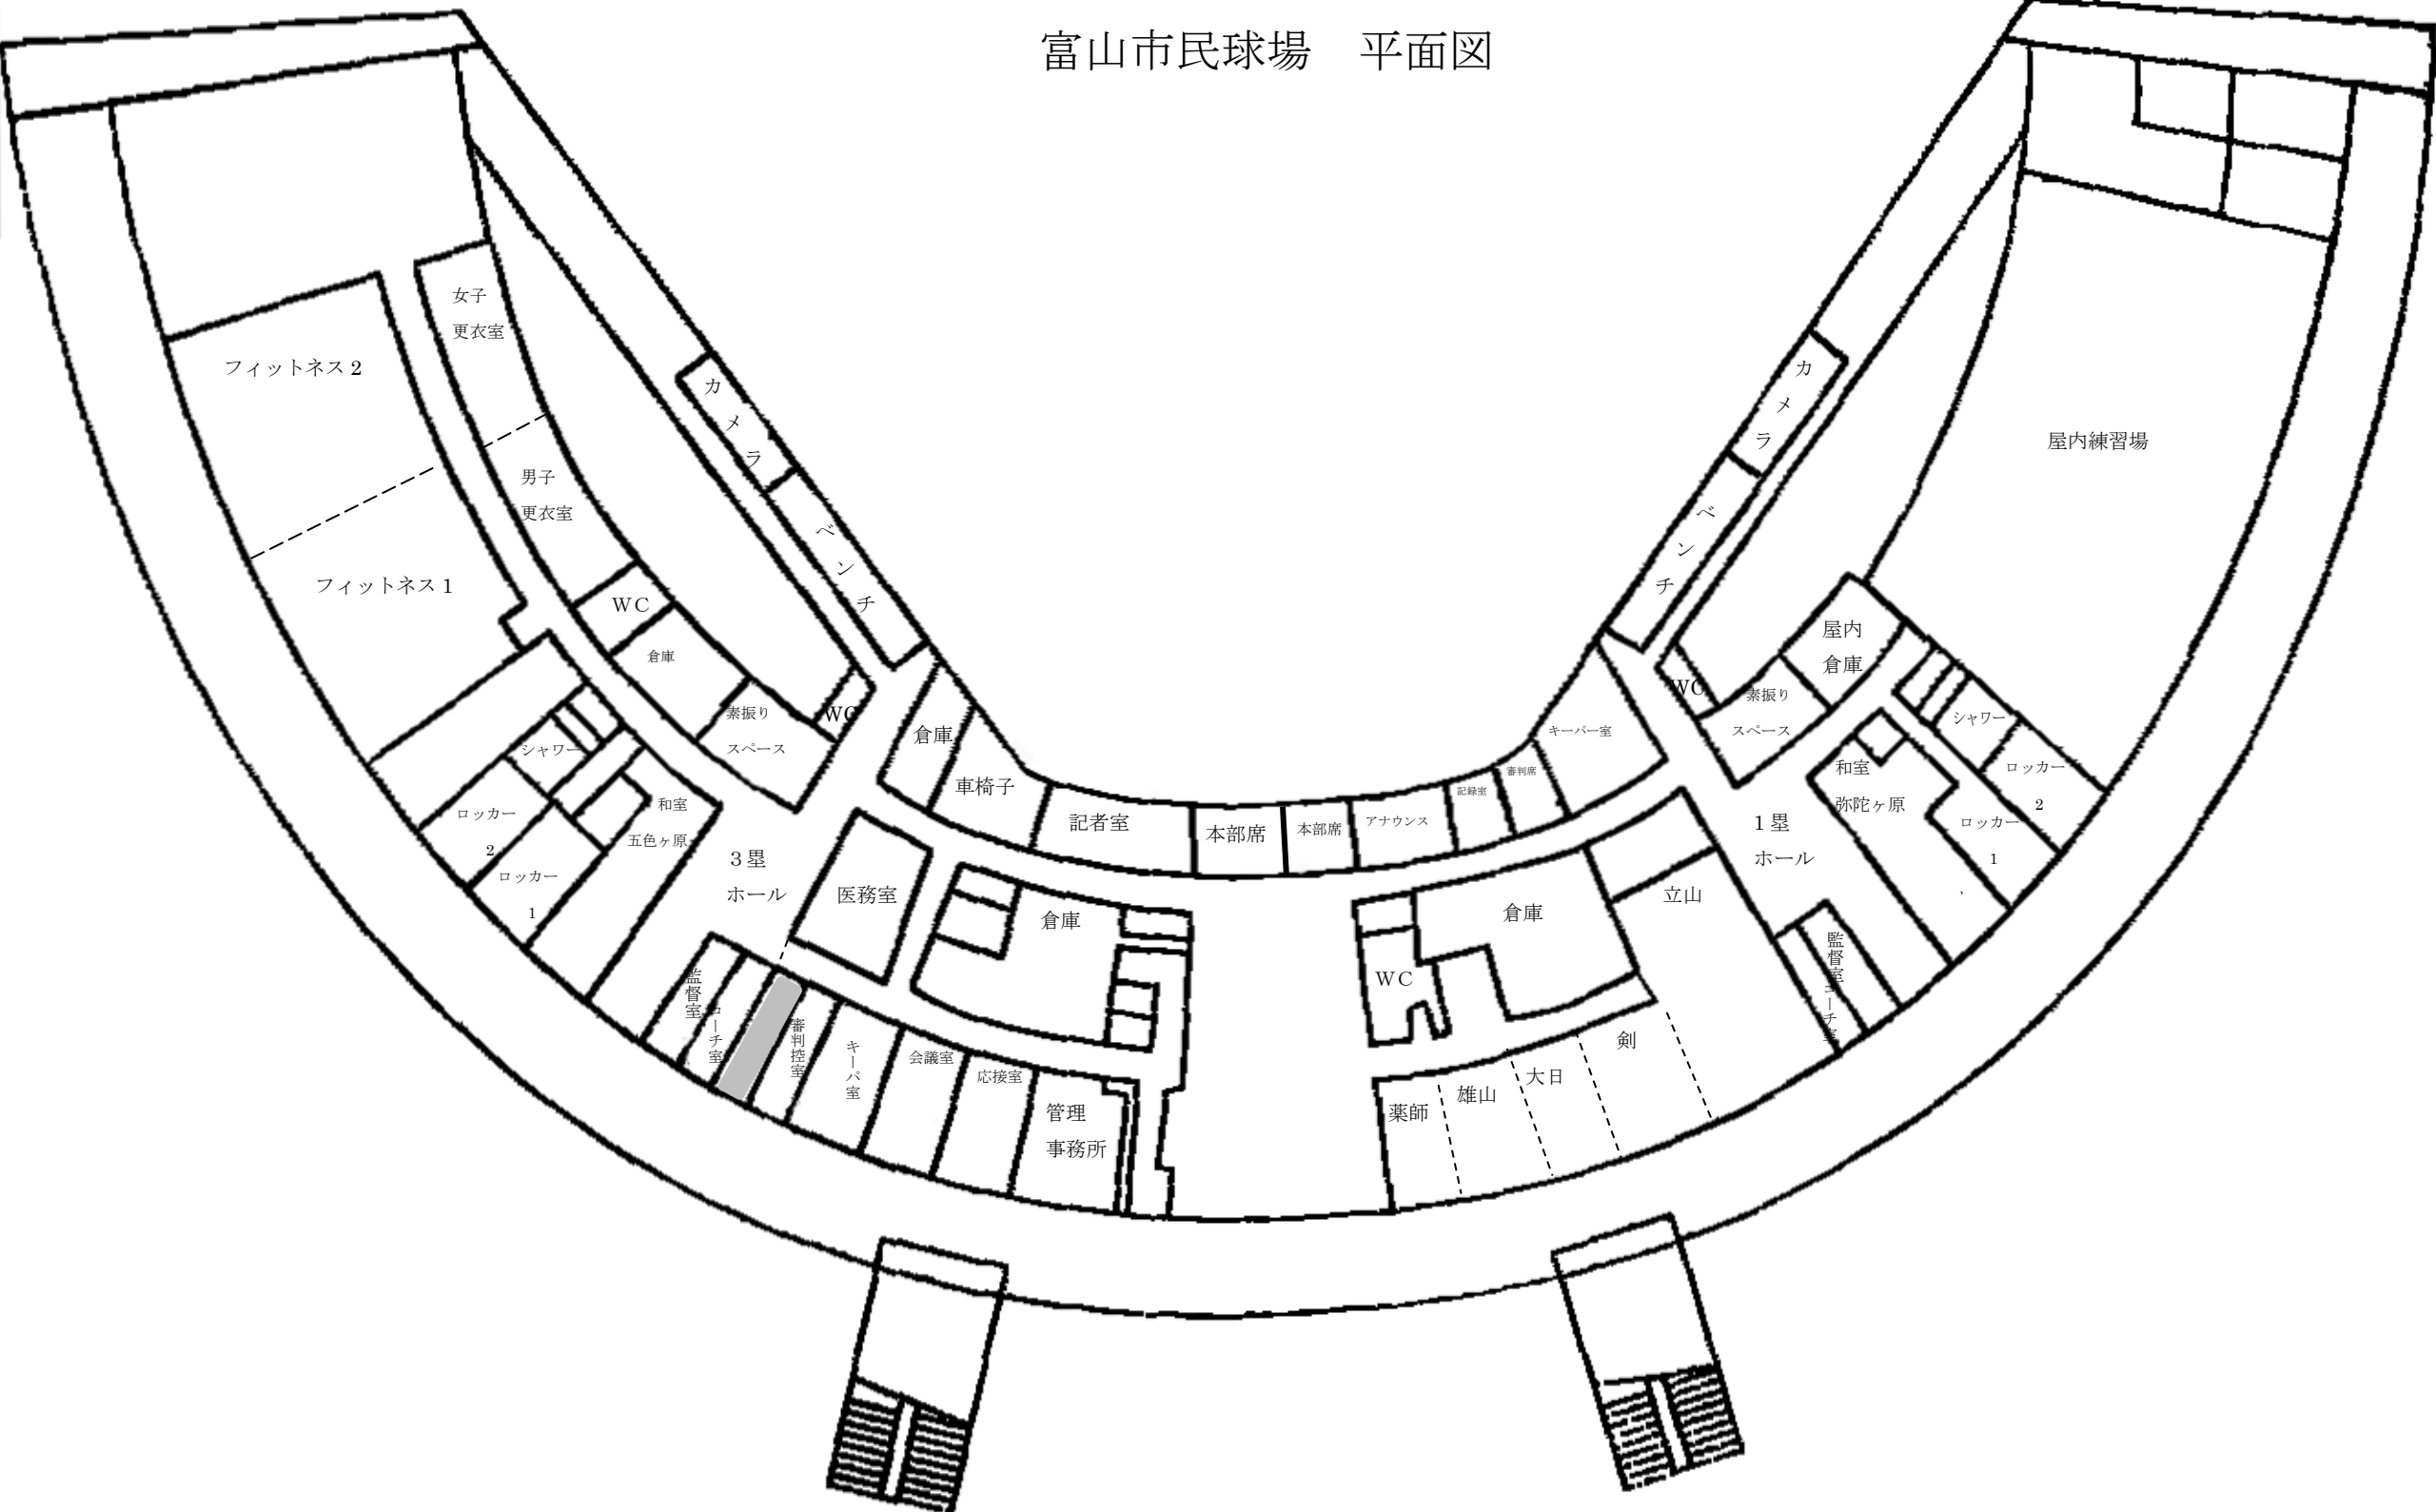 富山市民球場　平面図
女子
更衣室
フィットネス 2
男子
更衣室
フィットネス 1
WC
倉庫
素振り
スペース
WC
カメラ
ベンチ
シャワー
ロッカー
2
ロッカー
1
和室
五色ヶ原
3塁
ホール
医務室
倉庫
監督室
コーチ室
審判控室
キーパ室
会議室
応接室
管理
事務所
倉庫
車椅子
記者室
本部席
本部席
アナウンス
記録室
審判席
キーパー室
カメラ
ベンチ
屋内練習場
屋内
倉庫
WC
素振り
スペース
シャワー
ロッカー
2
和室
弥陀ヶ原
ロッカー
1
1塁
ホール
監督室
コーチ室
WC
倉庫
立山
薬師
雄山
大日
剣